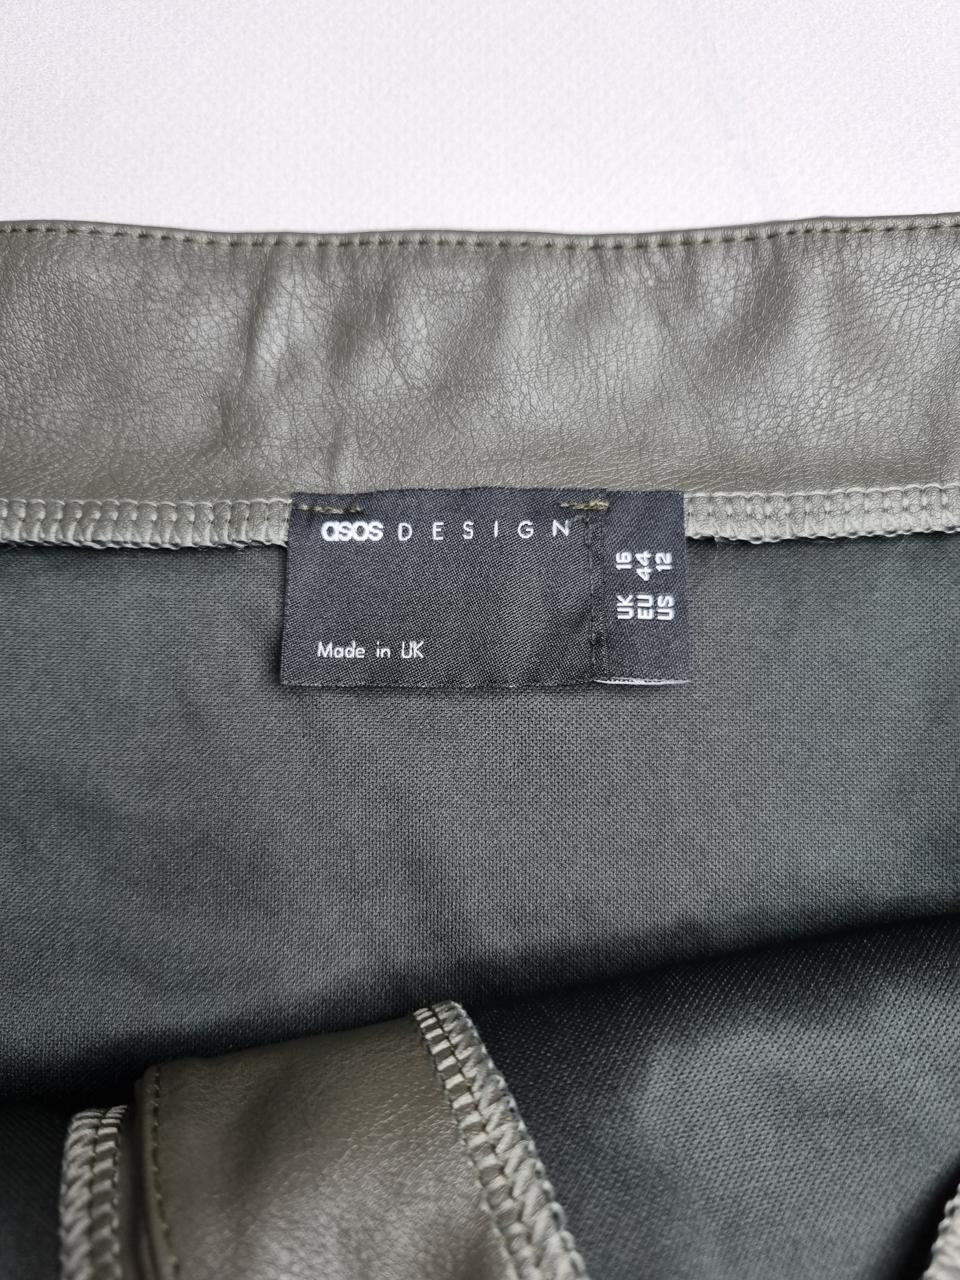 asos DESIGN
Made in UK
UK 16
EU 44
US 12